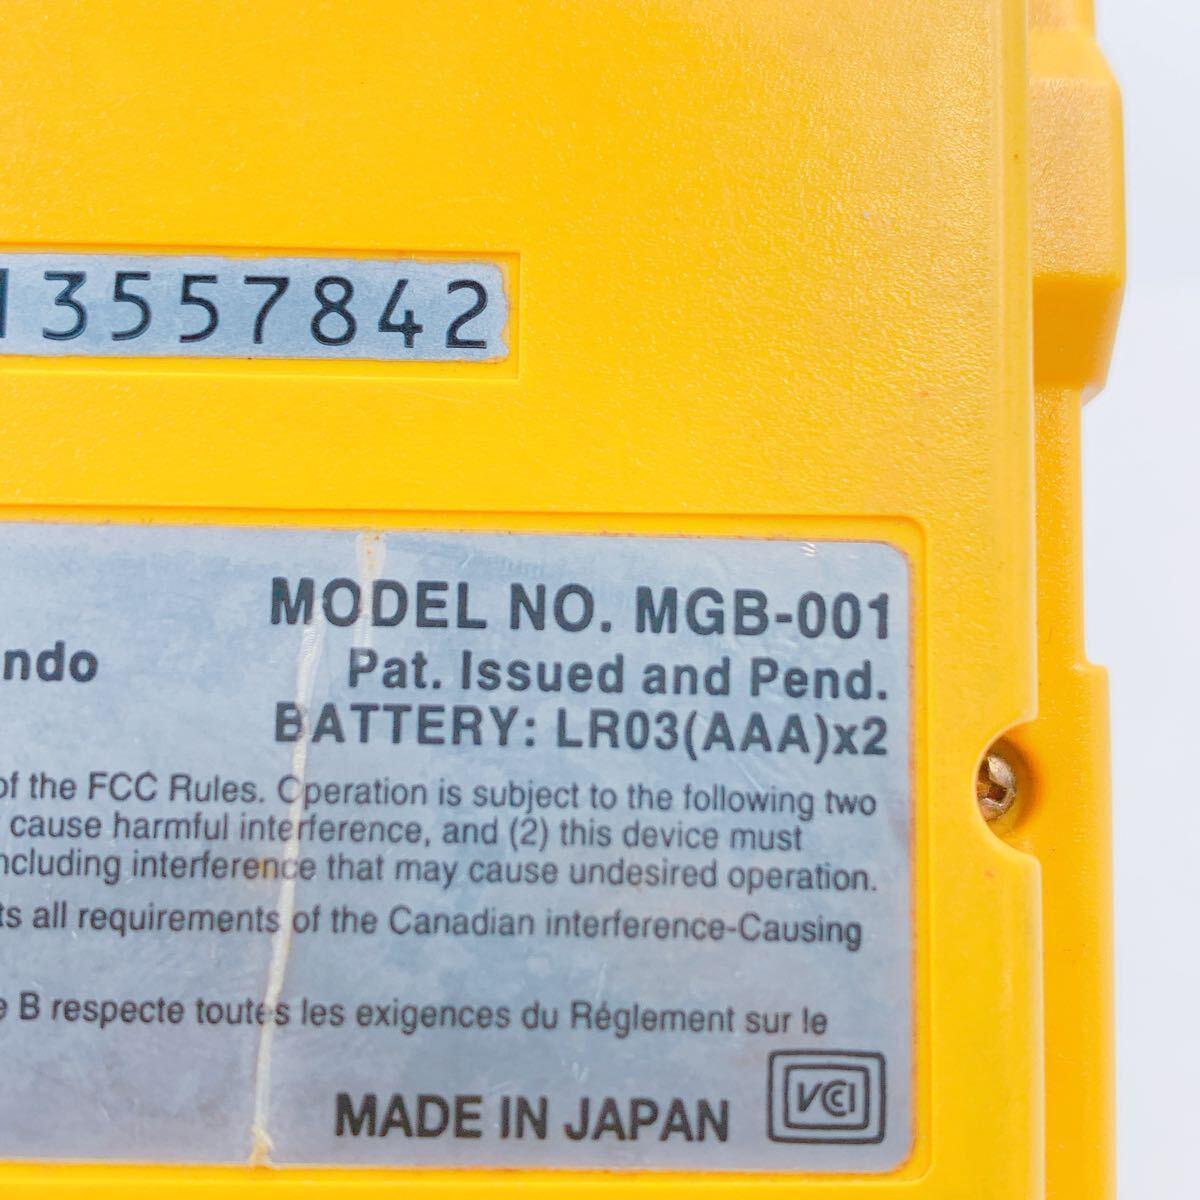 13557842
MODEL NO. MGB-001
ndo
Pat. Issued and Pend.
BATTERY: LR03(AAA)x2
of the FCC Rules. Operation is subject to the following two
cause harmful interference, and (2) this device must
ncluding interference that may cause undesired operation.
ts all requirements of the Canadian interference-Causing
e B respecte toutes les exigences du Réglement sur le
MADE IN JAPAN
VCCI